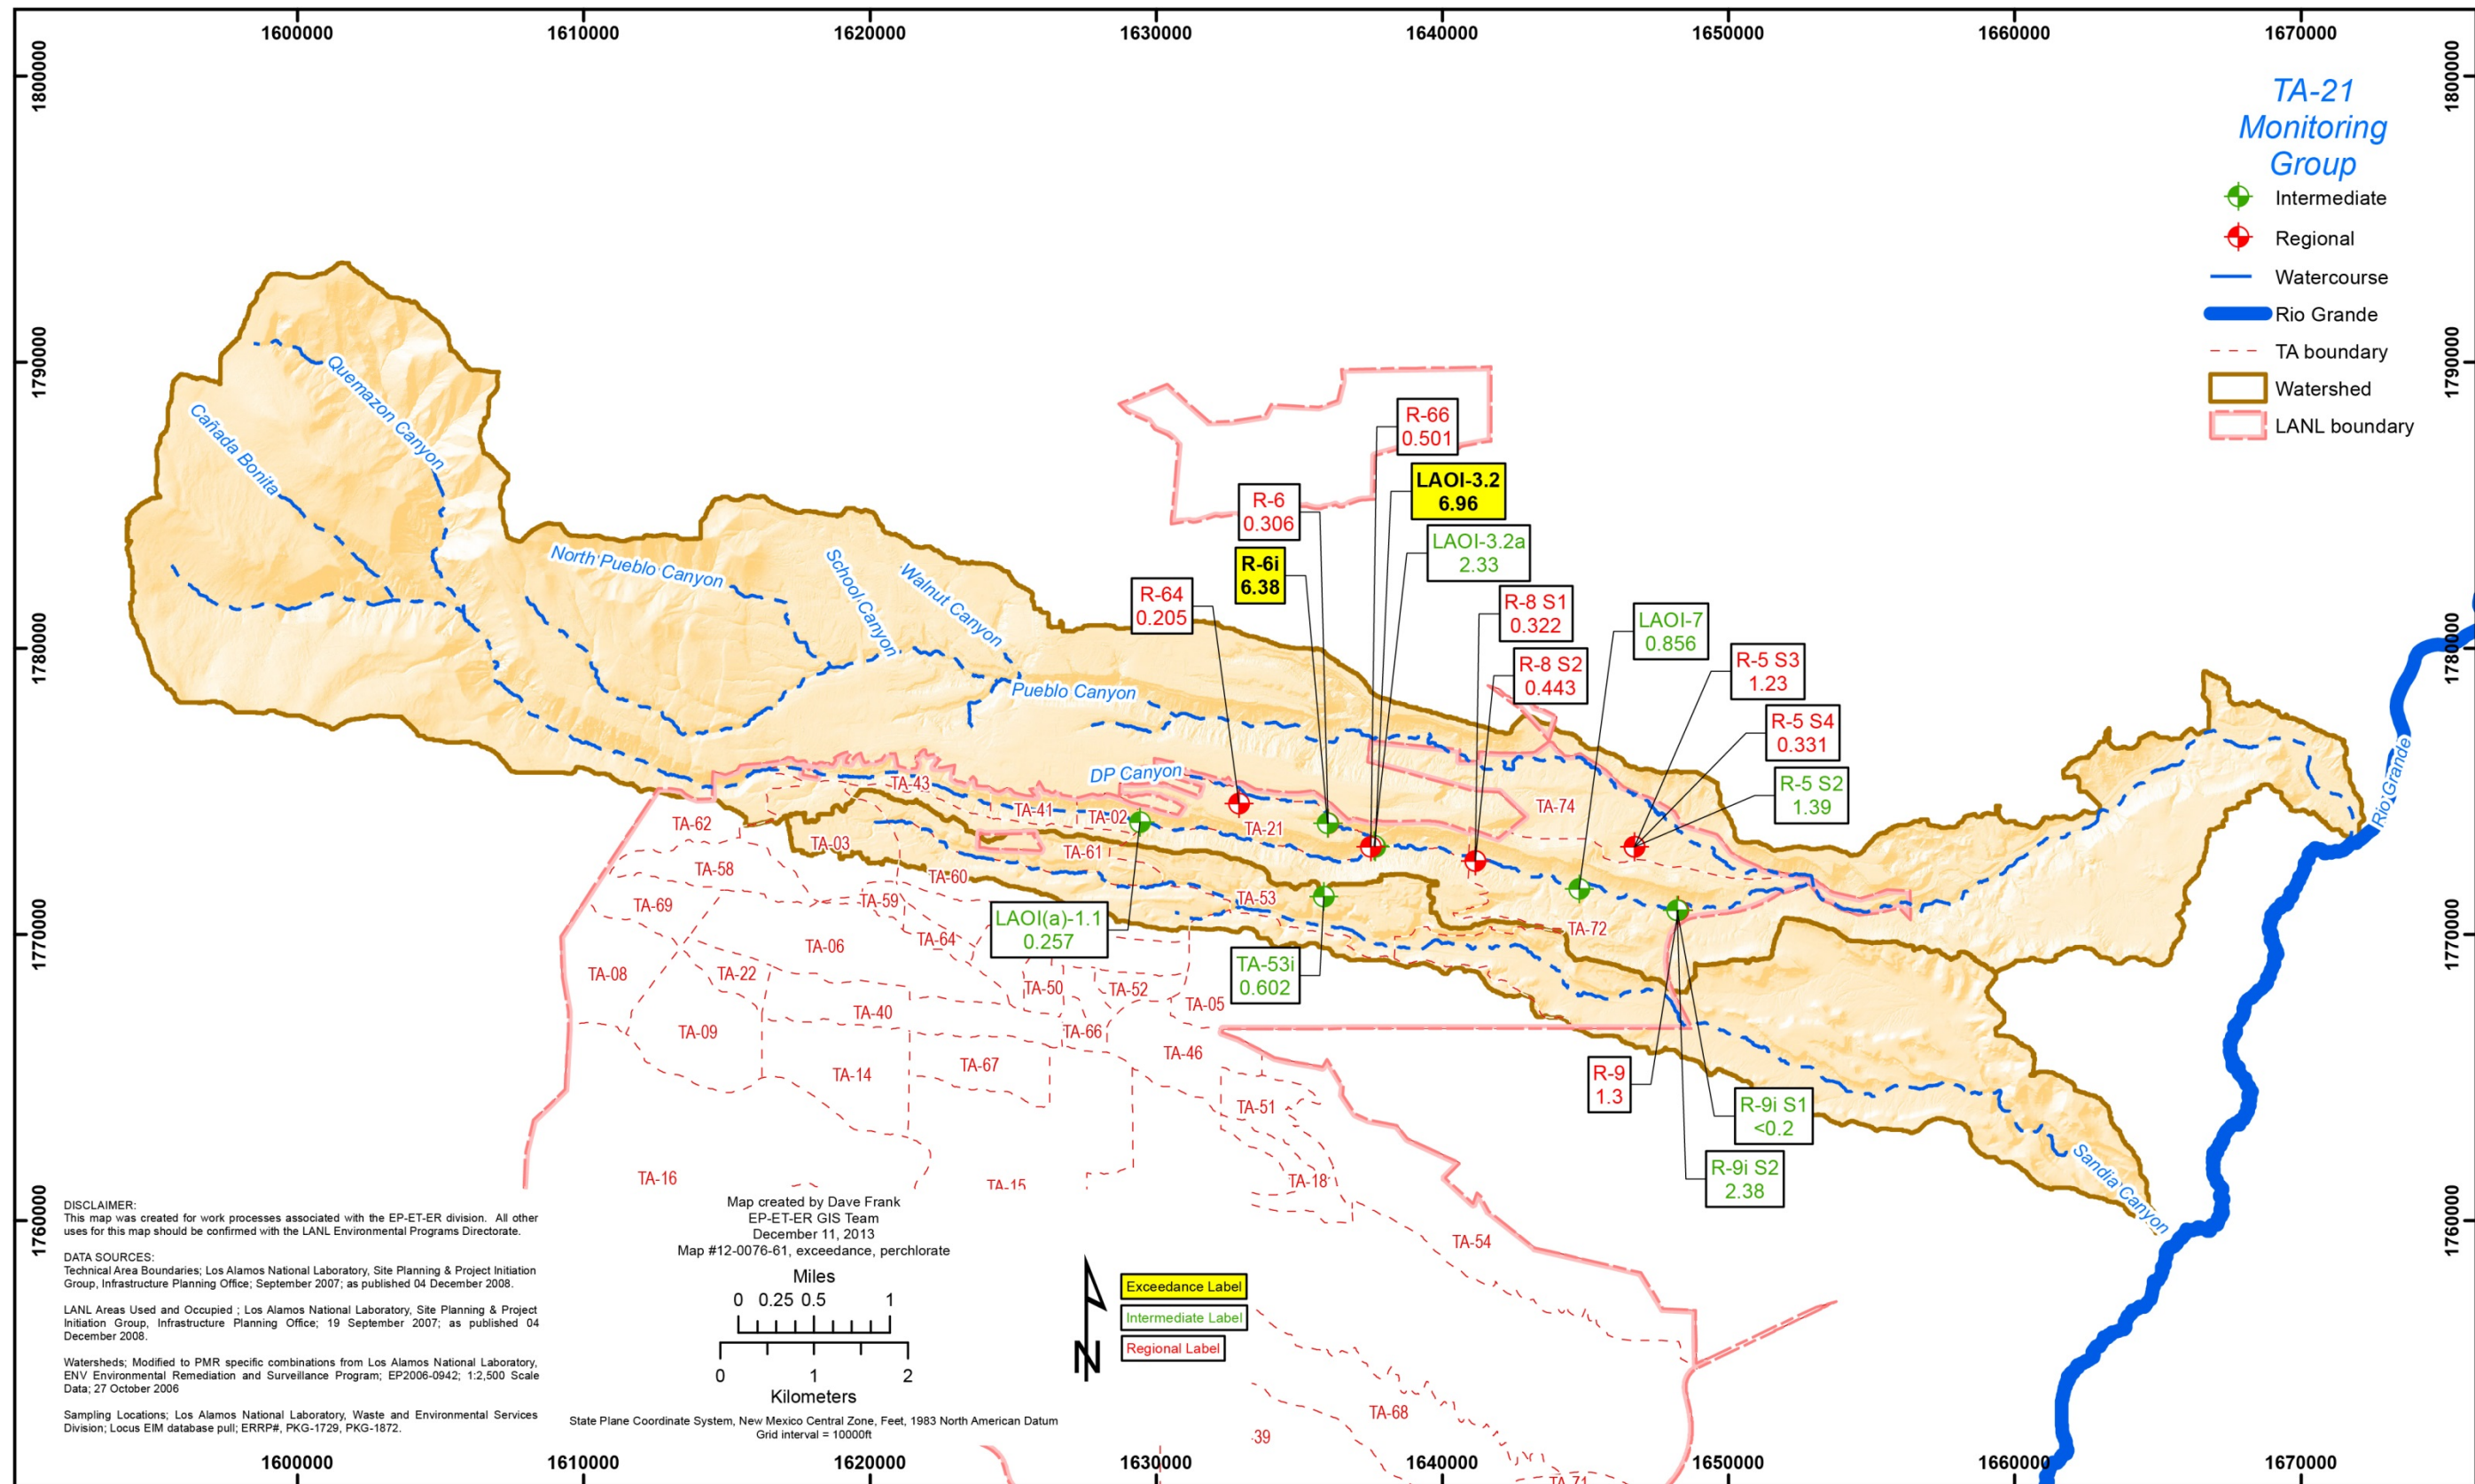 1600000
1610000
1620000
1630000
1640000
1650000
1660000
1670000
1800000
1800000
1790000
1790000
1780000
1780000
1770000
1770000
1760000
1760000
TA-21
Monitoring
Group
Intermediate
Regional
Watercourse
Rio Grande
TA boundary
Watershed
LANL boundary
Quemazon Canyon
Cañada Bonita
North Pueblo Canyon
School Canyon
Walnut Canyon
Pueblo Canyon
DP Canyon
Rio Grande
Sandia Canyon
R-66
0.501
LAOI-3.2
6.96
R-6
0.306
LAOI-3.2a
2.33
R-6i
6.38
R-64
0.205
R-8 S1
0.322
R-8 S2
0.443
LAOI-7
0.856
R-5 S3
1.23
R-5 S4
0.331
R-5 S2
1.39
LAOI(a)-1.1
0.257
TA-53i
0.602
R-9
1.3
R-9i S1
<0.2
R-9i S2
2.38
TA-43
TA-41
TA-02
TA-21
TA-74
TA-62
TA-03
TA-61
TA-58
TA-60
TA-53
TA-69
TA-59
TA-72
TA-06
TA-64
TA-08
TA-22
TA-50
TA-52
TA-05
TA-40
TA-09
TA-66
TA-46
TA-14
TA-67
TA-51
TA-16
TA-15
TA-18
TA-54
TA-68
-39
TA-71
DISCLAIMER:
This map was created for work processes associated with the EP-ET-ER division. All other
uses for this map should be confirmed with the LANL Environmental Programs Directorate.
DATA SOURCES:
Technical Area Boundaries; Los Alamos National Laboratory, Site Planning & Project Initiation
Group, Infrastructure Planning Office; September 2007; as published 04 December 2008.
LANL Areas Used and Occupied ; Los Alamos National Laboratory, Site Planning & Project
Initiation Group, Infrastructure Planning Office; 19 September 2007; as published 04
December 2008.
Watersheds; Modified to PMR specific combinations from Los Alamos National Laboratory,
ENV Environmental Remediation and Surveillance Program; EP2006-0942; 1:2,500 Scale
Data; 27 October 2006
Sampling Locations; Los Alamos National Laboratory, Waste and Environmental Services
Division; Locus EIM database pull; ERRP#, PKG-1729, PKG-1872.
Map created by Dave Frank
EP-ET-ER GIS Team
December 11, 2013
Map #12-0076-61, exceedance, perchlorate
Miles
0 0.25 0.5 1
0 1 2
Kilometers
State Plane Coordinate System, New Mexico Central Zone, Feet, 1983 North American Datum
Grid interval = 10000ft
N
Exceedance Label
Intermediate Label
Regional Label
1600000
1610000
1620000
1630000
1640000
1650000
1660000
1670000